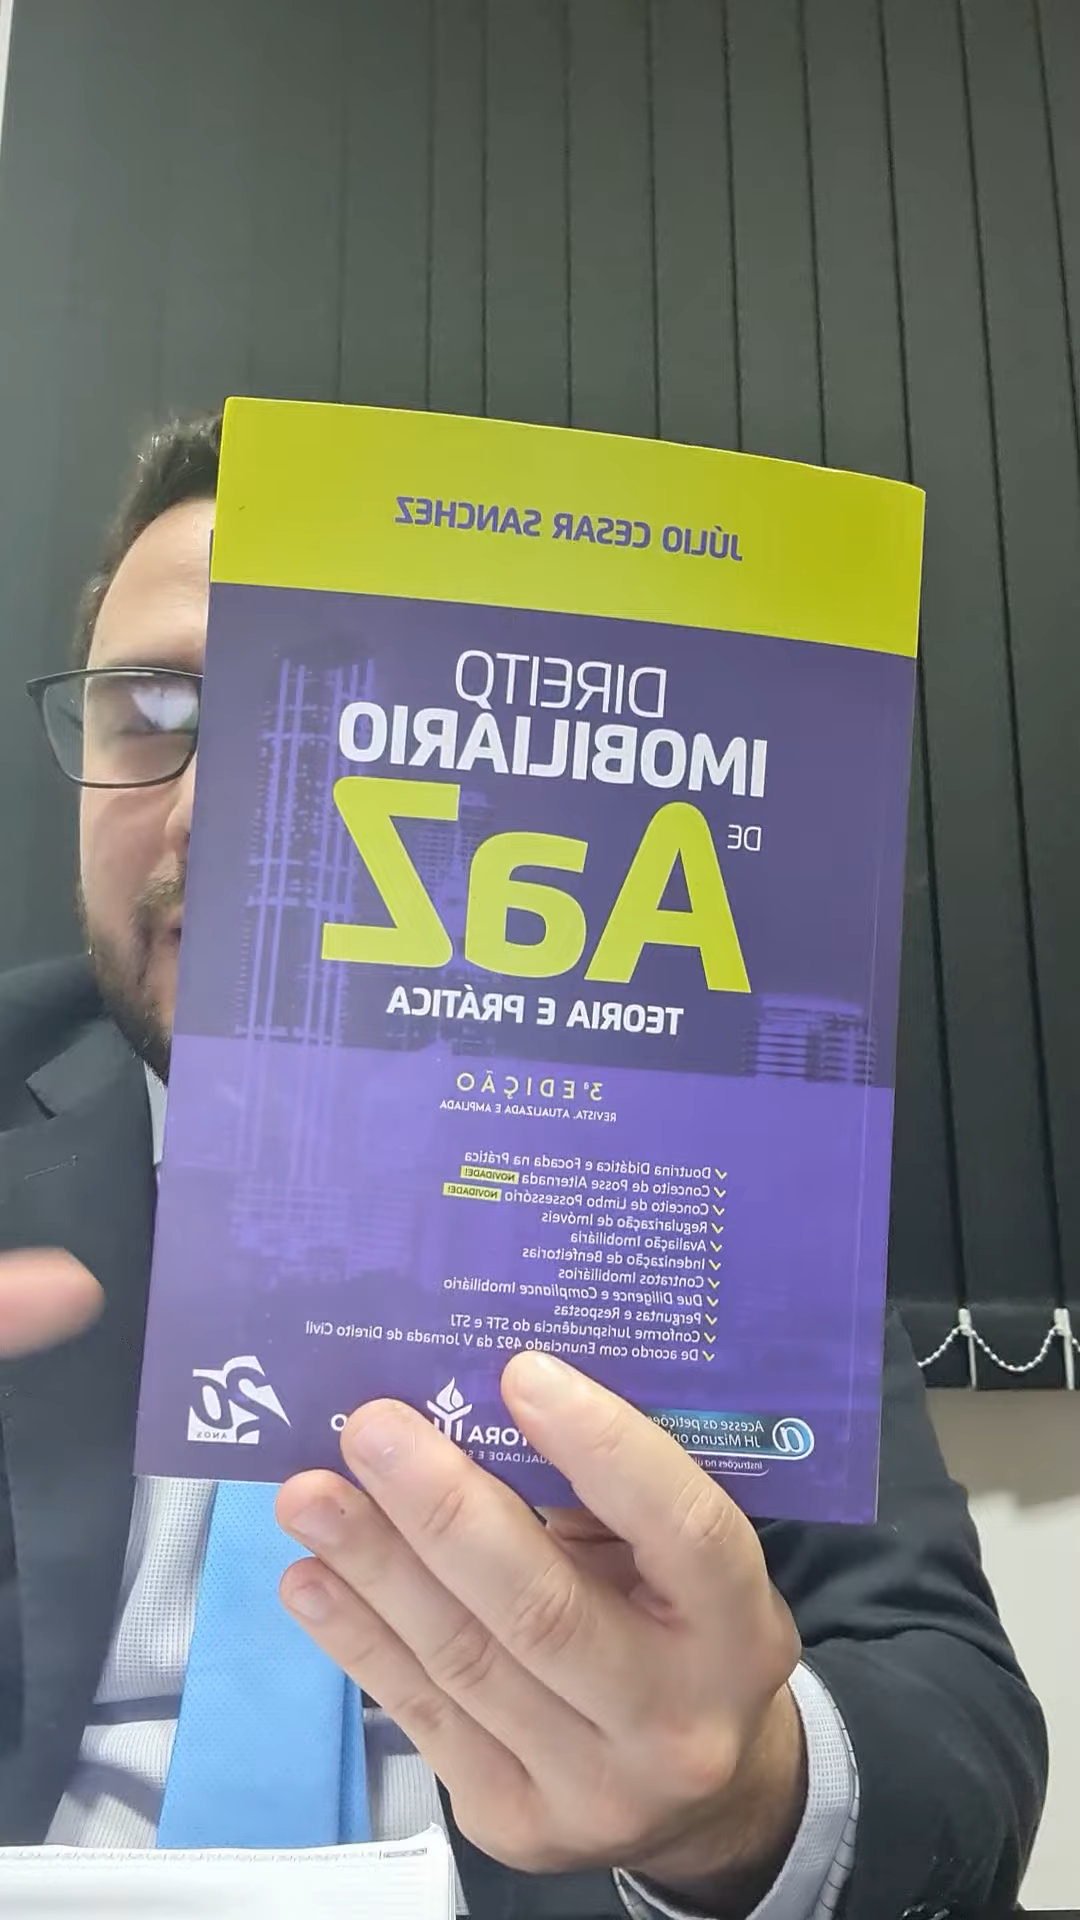 JÚLIO CESAR SANCHEZ
DIREITO
IMOBILIÁRIO
DE
AaZ
TEORIA E PRÁTICA
3ª EDIÇÃO
REVISTA, ATUALIZADA E AMPLIADA
✓ Doutrina Didática e Focada na Prática
✓ Conceito de Posse Alternada NOVIDADE!
✓ Conceito de Limbo Possessório NOVIDADE!
✓ Regularização de Imóveis
✓ Avaliação Imobiliária
✓ Indenização de Benfeitorias
✓ Contratos Imobiliários
✓ Due Diligence e Compliance Imobiliário
✓ Perguntas e Respostas
✓ Conforme Jurisprudência do STF e STJ
✓ De acordo com Enunciado 492 da V Jornada de Direito Civil
@ Acesse as petições
JH Mizuno
Instruções na
20
ANOS